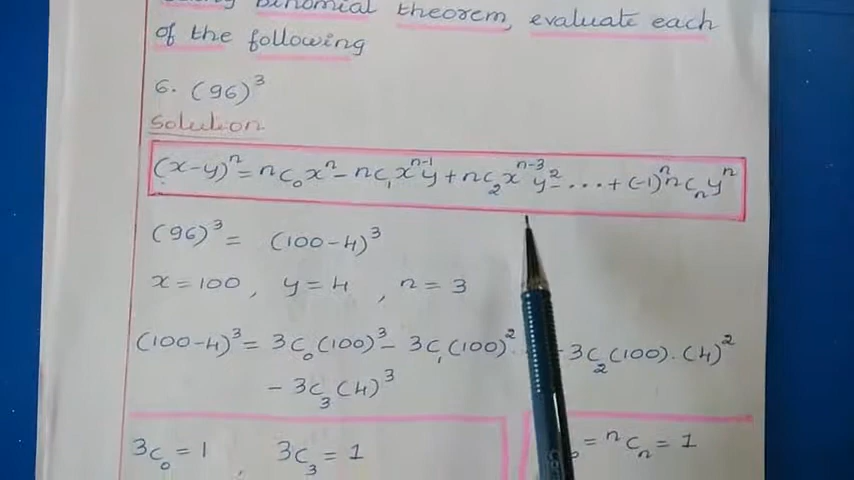 binomial theorem, evaluate each
of the following
6. (96)³
Solution
(x-y)ⁿ = nC₀xⁿ - nC₁xⁿ⁻¹y + nC₂xⁿ⁻³y² - ... + (-1)ⁿnCₙyⁿ
(96)³ = (100-4)³
x = 100, y = 4, n = 3
(100-4)³ = 3C₀(100)³ - 3C₁(100)² 3C₂(100).(4)²
- 3C₃(4)³
3C₀ = 1, 3C₃ = 1 = ⁿCₙ = 1